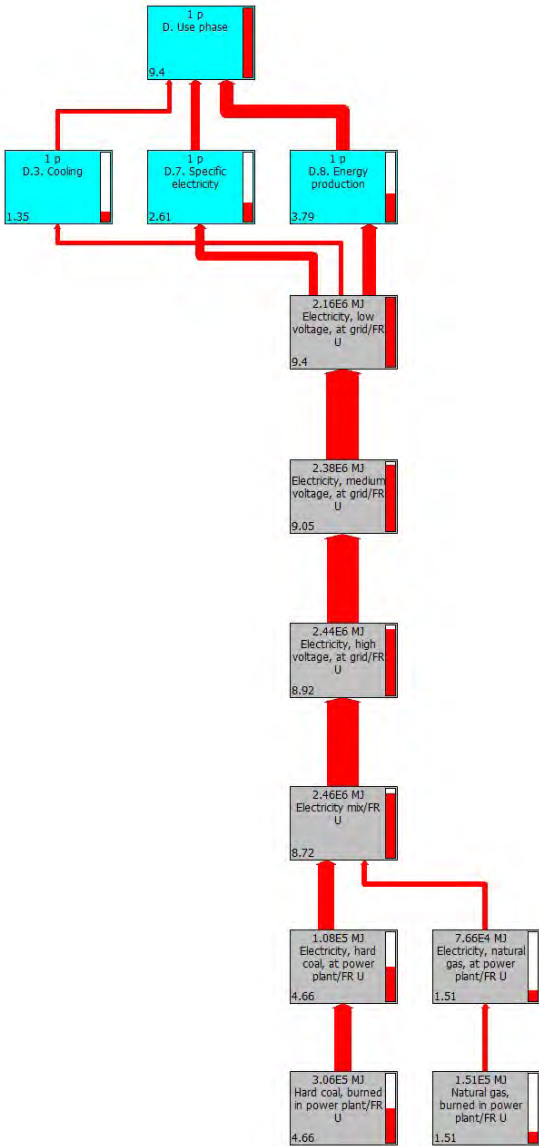 1 p
D. Use phase
9.4
1 p
D.3. Cooling
1.35
1 p
D.7. Specific
electricity
2.61
1 p
D.8. Energy
production
3.79
2.16E6 MJ
Electricity, low
voltage, at grid/FR
U
9.4
2.38E6 MJ
Electricity, medium
voltage, at grid/FR
U
9.05
2.44E6 MJ
Electricity, high
voltage, at grid/FR
U
8.92
2.46E6 MJ
Electricity mix/FR
U
8.72
1.08E5 MJ
Electricity, hard
coal, at power
plant/FR U
4.66
7.66E4 MJ
Electricity, natural
gas, at power
plant/FR U
1.51
3.06E5 MJ
Hard coal, burned
in power plant/FR
U
4.66
1.51E5 MJ
Natural gas,
burned in power
plant/FR U
1.51